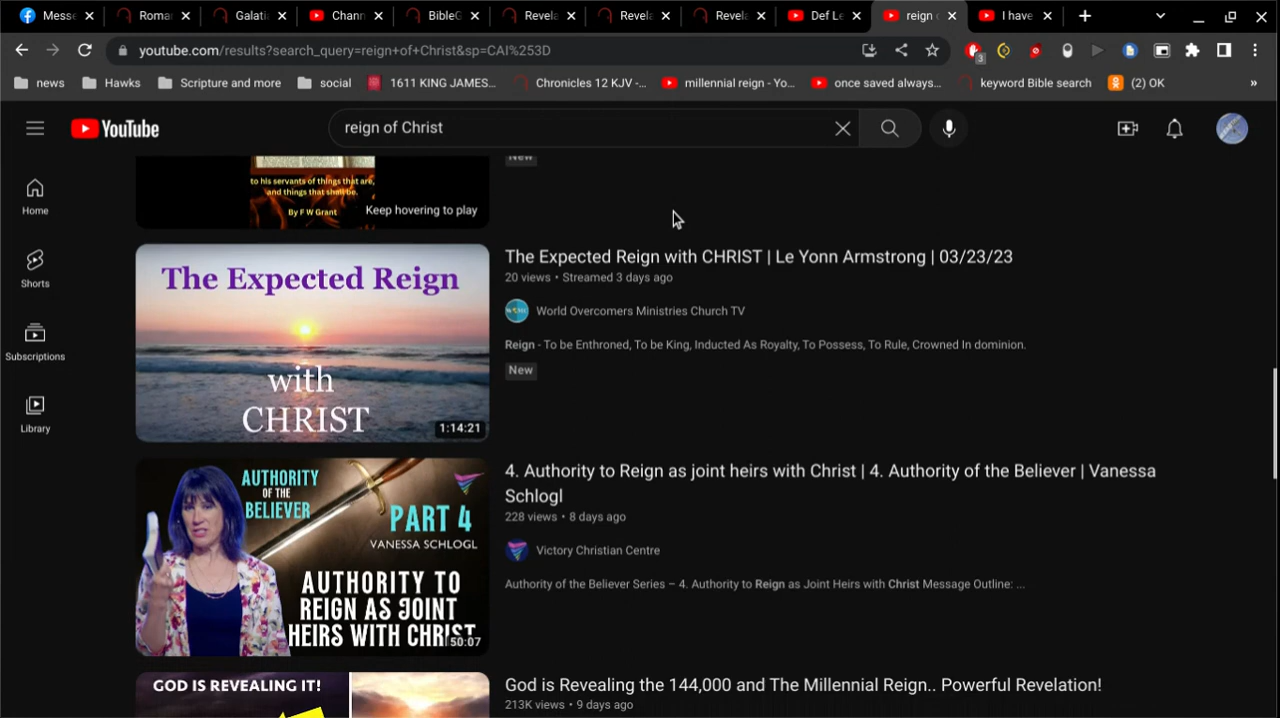 Messe
Roma
Galati
Chann
BibleG
Revela
Revela
Revela
Def Le
reign o
I have
youtube.com/results?search_query=reign+of+Christ&sp=CAI%253D
3
news
Hawks
Scripture and more
social
1611 KING JAMES...
Chronicles 12 KJV -...
millennial reign - Yo...
once saved always...
keyword Bible search
(2) OK
»
YouTube
reign of Christ
Home
Shorts
Subscriptions
Library
to his servants of things that are,
and things that shall be.
By F W Grant
Keep hovering to play
New
The Expected Reign
with
CHRIST
1:14:21
The Expected Reign with CHRIST | Le Yonn Armstrong | 03/23/23
20 views • Streamed 3 days ago
World Overcomers Ministries Church TV
Reign - To be Enthroned, To be King, Inducted As Royalty, To Possess, To Rule, Crowned In dominion.
New
AUTHORITY
OF THE
BELIEVER
PART 4
VANESSA SCHLOGL
AUTHORITY TO
REIGN AS JOINT
HEIRS WITH CHRIST
50:07
4. Authority to Reign as joint heirs with Christ | 4. Authority of the Believer | Vanessa
Schlogl
228 views • 8 days ago
Victory Christian Centre
Authority of the Believer Series – 4. Authority to Reign as Joint Heirs with Christ Message Outline: ...
GOD IS REVEALING IT!
God is Revealing the 144,000 and The Millennial Reign.. Powerful Revelation!
213K views • 9 days ago